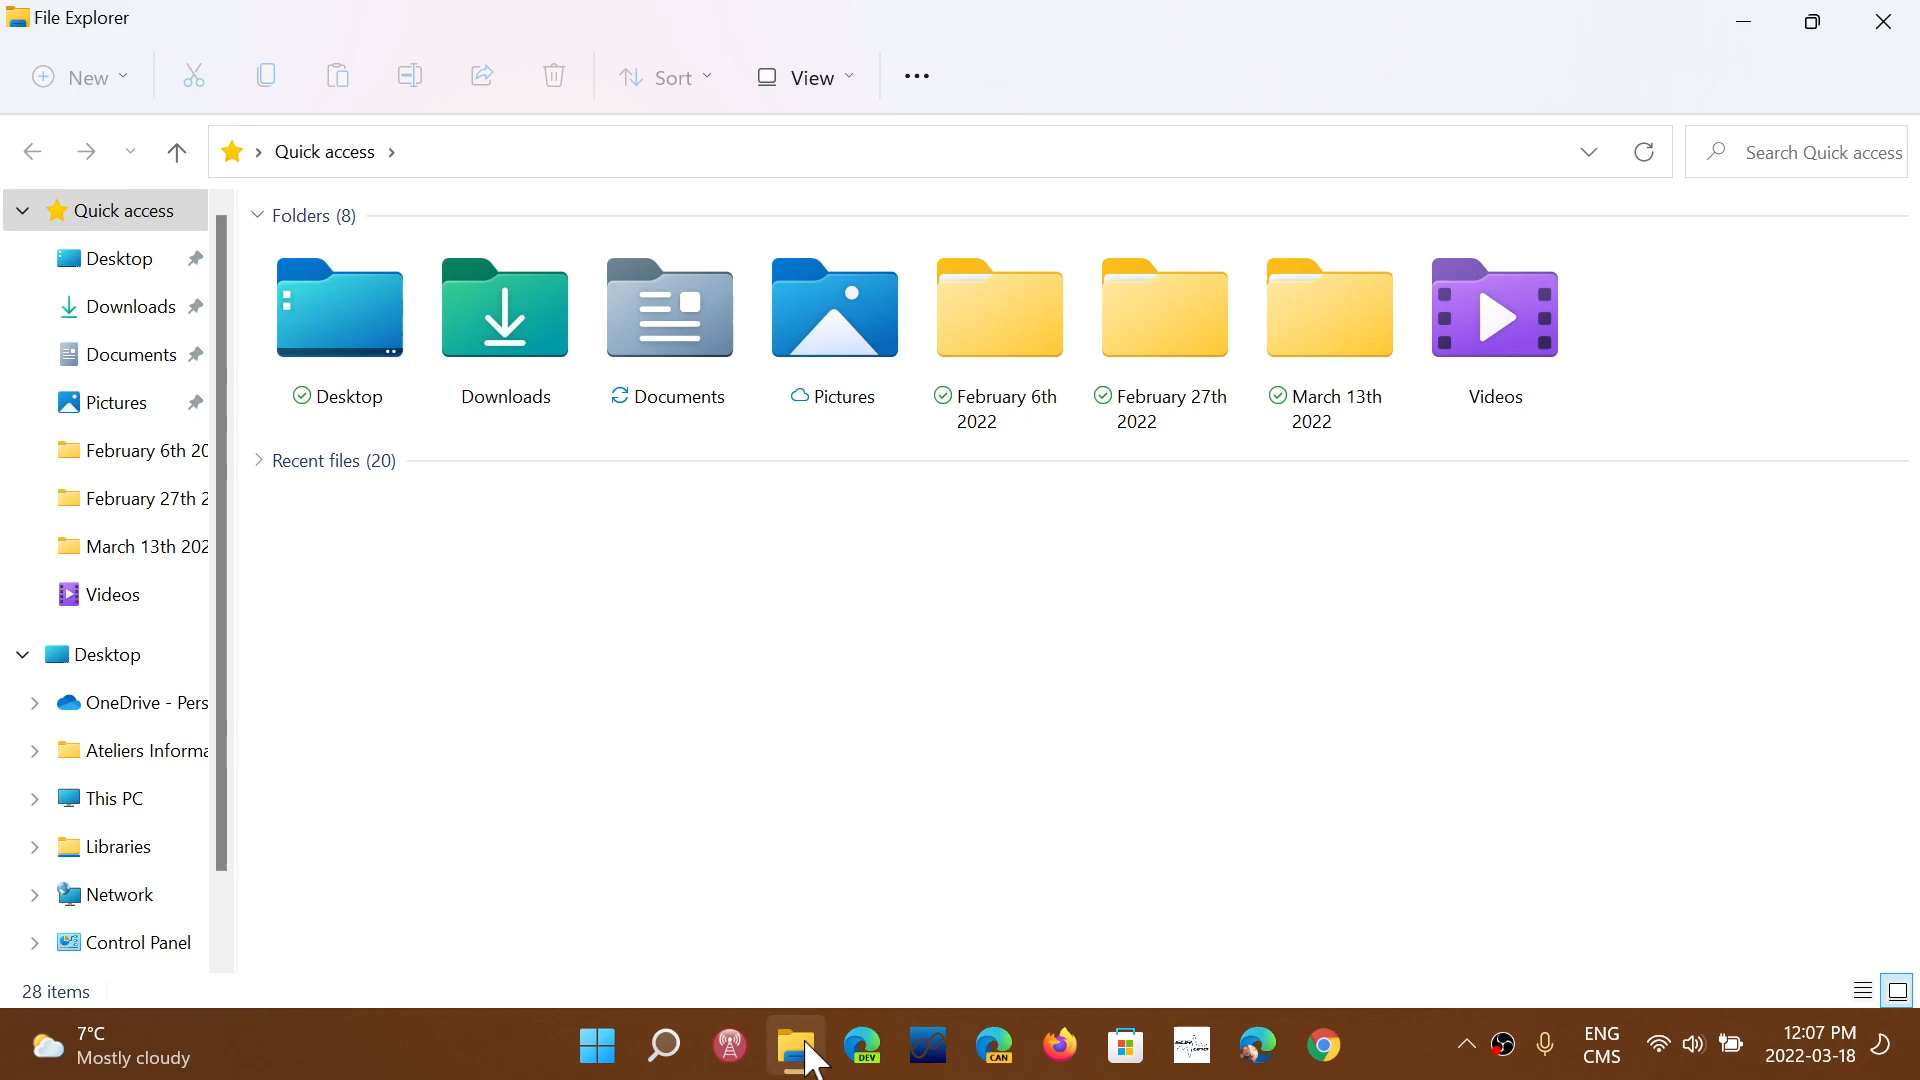 File Explorer
New
Sort
View
Quick access
Search Quick access
Quick access
Desktop
Downloads
Documents
Pictures
February 6th 20
February 27th 2
March 13th 202
Videos
Desktop
OneDrive - Pers
Ateliers Informa
This PC
Libraries
Network
Control Panel
Folders (8)
Desktop
Downloads
Documents
Pictures
February 6th
2022
February 27th
2022
March 13th
2022
Videos
Recent files (20)
28 items
7°C
Mostly cloudy
DEV
CAN
ENG
CMS
12:07 PM
2022-03-18